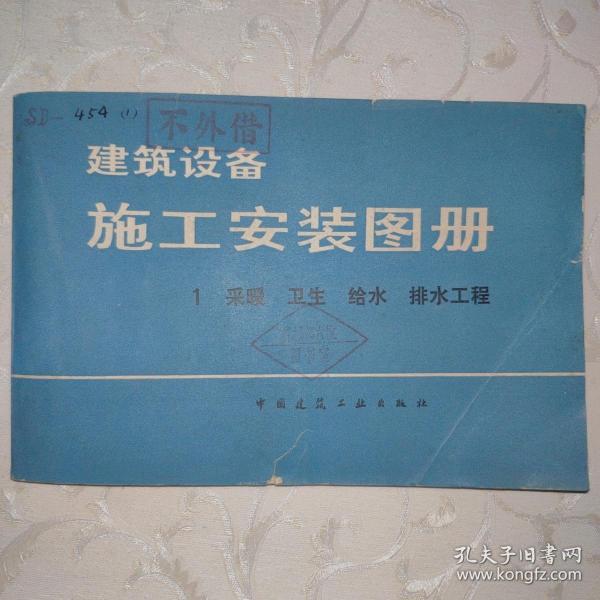 SD-454 (1)
不外借
建筑设备
施工安装图册
1 采暖 卫生 给水 排水工程
中国建筑工业出版社
孔夫子旧书网
www.kongfz.com